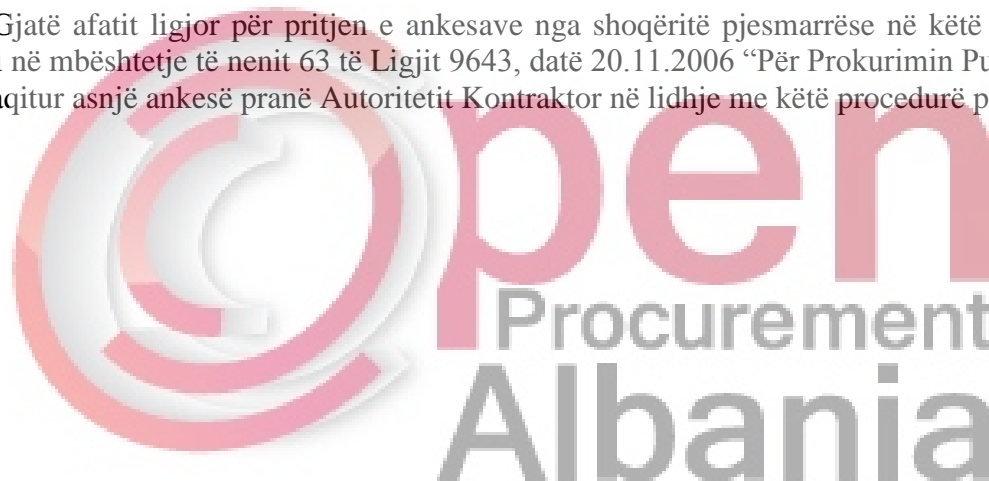 Gjatë afatit ligjor për pritjen e ankesave nga shoqëritë pjesmarrëse në këtë
në mbështetje të nenit 63 të Ligjit 9643, datë 20.11.2006 “Për Prokurimin
asnjë ankesë pranë Autoritetit Kontraktor në lidhje me këtë procedurë
Open
Procurement
Albania